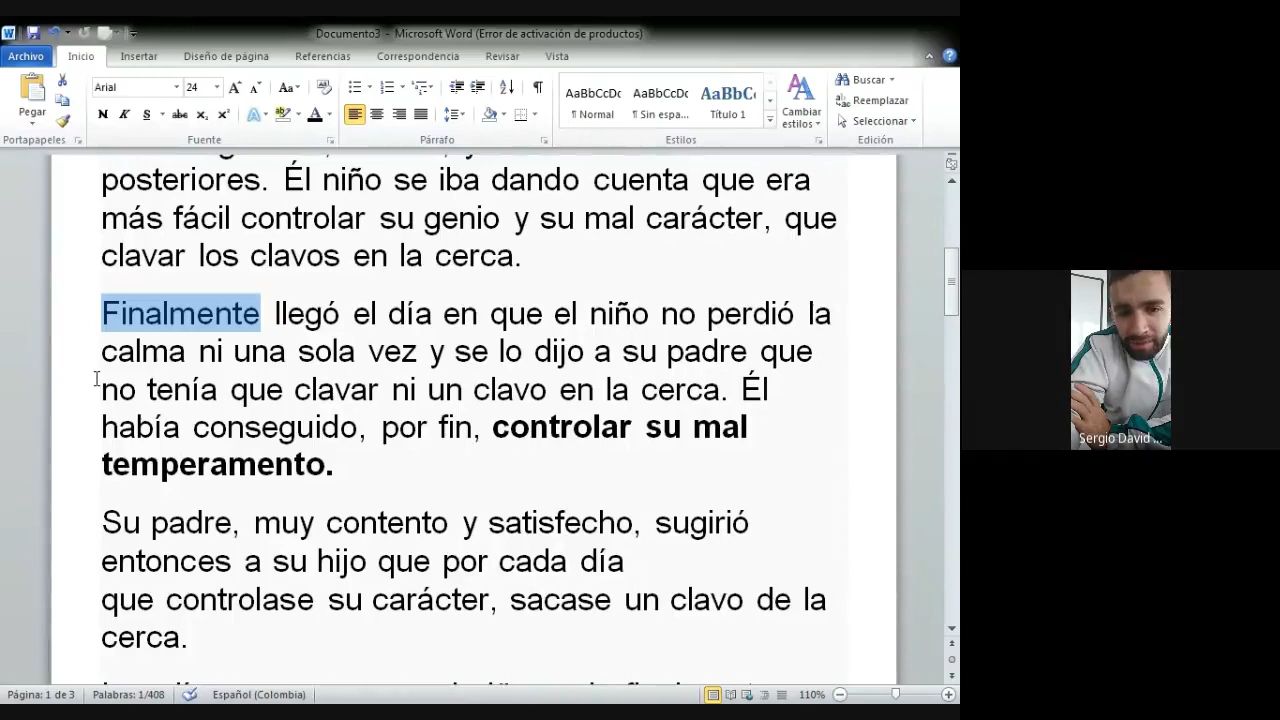 Documento3 - Microsoft Word (Error de activación de productos)
Archivo Inicio Insertar Diseño de página Referencias Correspondencia Revisar Vista
Pegar
Arial 24
Portapapeles Fuente Párrafo Estilos Edición
AaBbCcDc AaBbCcDc AaBbC
¶ Normal ¶ Sin espa... Título 1
Cambiar
estilos
Buscar
Reemplazar
Seleccionar
posteriores. Él niño se iba dando cuenta que era
más fácil controlar su genio y su mal carácter, que
clavar los clavos en la cerca.
Finalmente llegó el día en que el niño no perdió la
calma ni una sola vez y se lo dijo a su padre que
no tenía que clavar ni un clavo en la cerca. Él
había conseguido, por fin, controlar su mal
temperamento.
Su padre, muy contento y satisfecho, sugirió
entonces a su hijo que por cada día
que controlase su carácter, sacase un clavo de la
cerca.
Página: 1 de 3 Palabras: 1/408 Español (Colombia) 110%
Sergio David ...